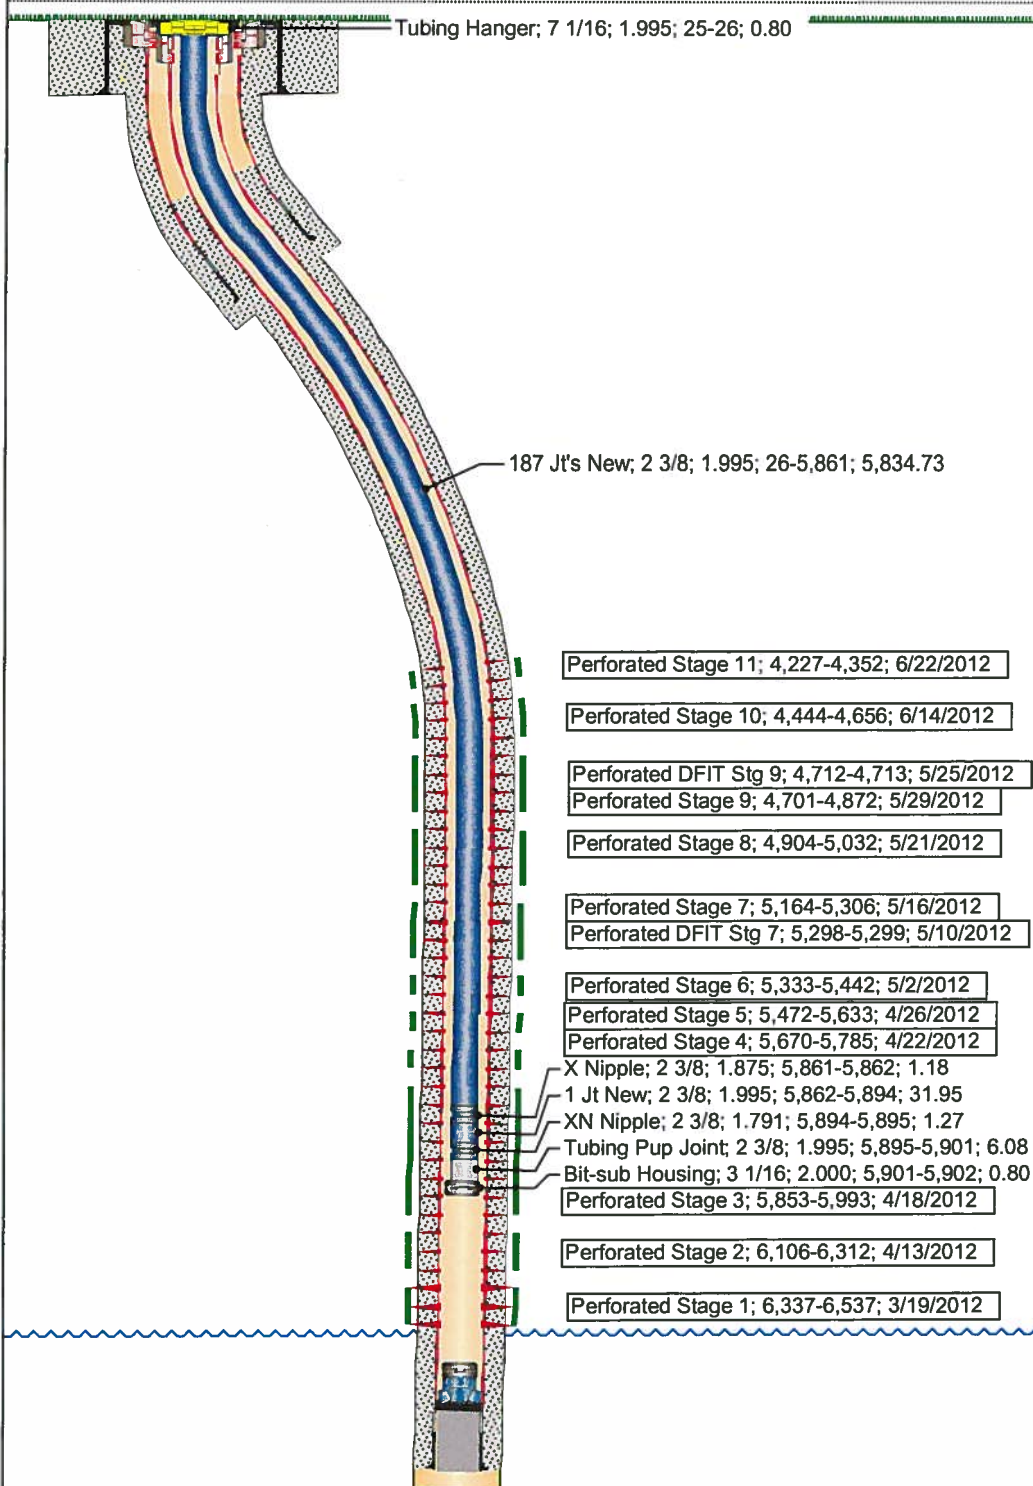 Tubing Hanger; 7 1/16; 1.995; 25-26; 0.80
187 Jt's New; 2 3/8; 1.995; 26-5,861; 5,834.73
Perforated Stage 11; 4,227-4,352; 6/22/2012
Perforated Stage 10; 4,444-4,656; 6/14/2012
Perforated DFIT Stg 9; 4,712-4,713; 5/25/2012
Perforated Stage 9; 4,701-4,872; 5/29/2012
Perforated Stage 8; 4,904-5,032; 5/21/2012
Perforated Stage 7; 5,164-5,306; 5/16/2012
Perforated DFIT Stg 7; 5,298-5,299; 5/10/2012
Perforated Stage 6; 5,333-5,442; 5/2/2012
Perforated Stage 5; 5,472-5,633; 4/26/2012
Perforated Stage 4; 5,670-5,785; 4/22/2012
X Nipple; 2 3/8; 1.875; 5,861-5,862; 1.18
1 Jt New; 2 3/8; 1.995; 5,862-5,894; 31.95
XN Nipple; 2 3/8; 1.791; 5,894-5,895; 1.27
Tubing Pup Joint; 2 3/8; 1.995; 5,895-5,901; 6.08
Bit-sub Housing; 3 1/16; 2.000; 5,901-5,902; 0.80
Perforated Stage 3; 5,853-5,993; 4/18/2012
Perforated Stage 2; 6,106-6,312; 4/13/2012
Perforated Stage 1; 6,337-6,537; 3/19/2012